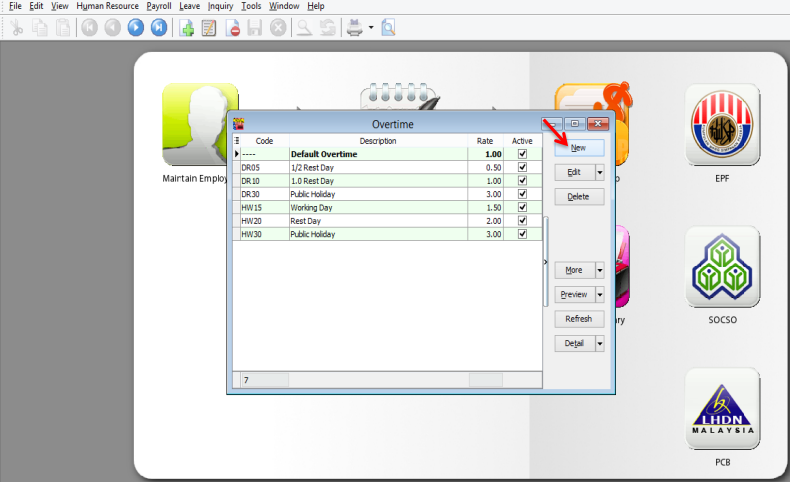 File Edit View Human Resource Payroll Leave Inquiry Tools Window Help
Overtime
Code Description Rate Active
---- Default Overtime 1.00
DR05 1/2 Rest Day 0.50
DR10 1.0 Rest Day 1.00
DR30 Public Holiday 3.00
HW15 Working Day 1.50
HW20 Rest Day 2.00
HW30 Public Holiday 3.00
7
New
Edit
Delete
More
Preview
Refresh
Detail
Maintain Employ
p
EPF
ry
SOCSO
LHDN
MALAYSIA
PCB